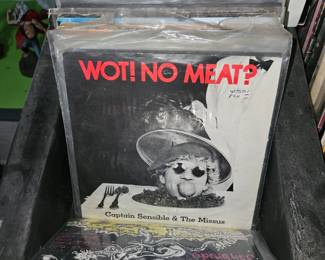 WOT! NO MEAT?
Captain Sensible & The Missus